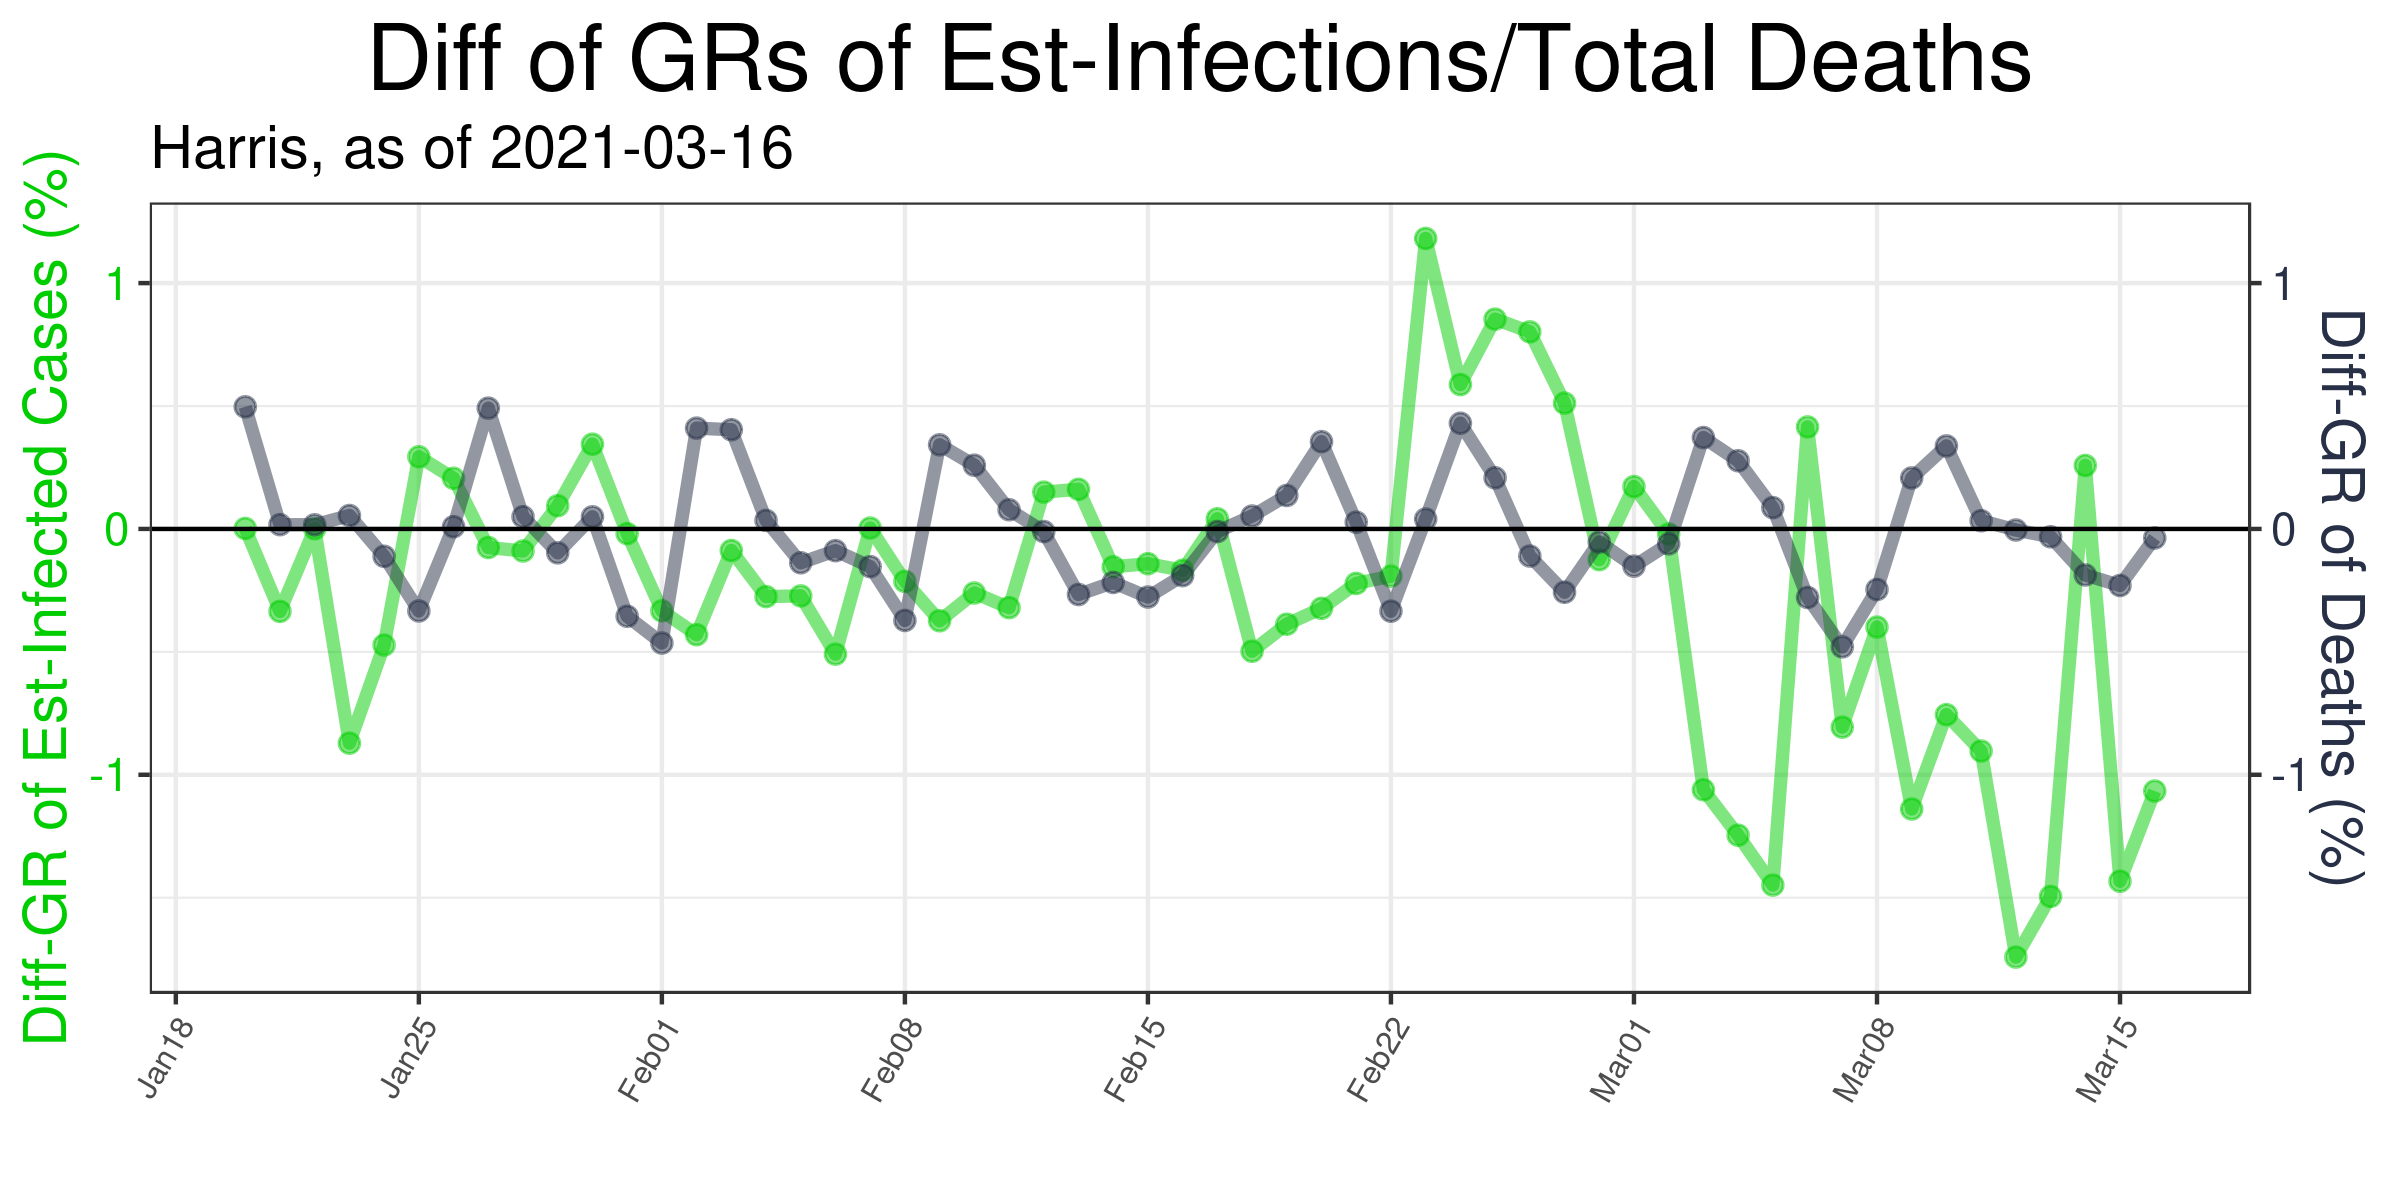 Diff of GRs of Est-Infections/Total Deaths
Harris, as of 2021-03-16
Diff-GR of Est-Infected Cases (%)
1
0
-1
1
0
-1
Diff-GR of Deaths (%)
Jan18
Jan25
Feb01
Feb08
Feb15
Feb22
Mar01
Mar08
Mar15